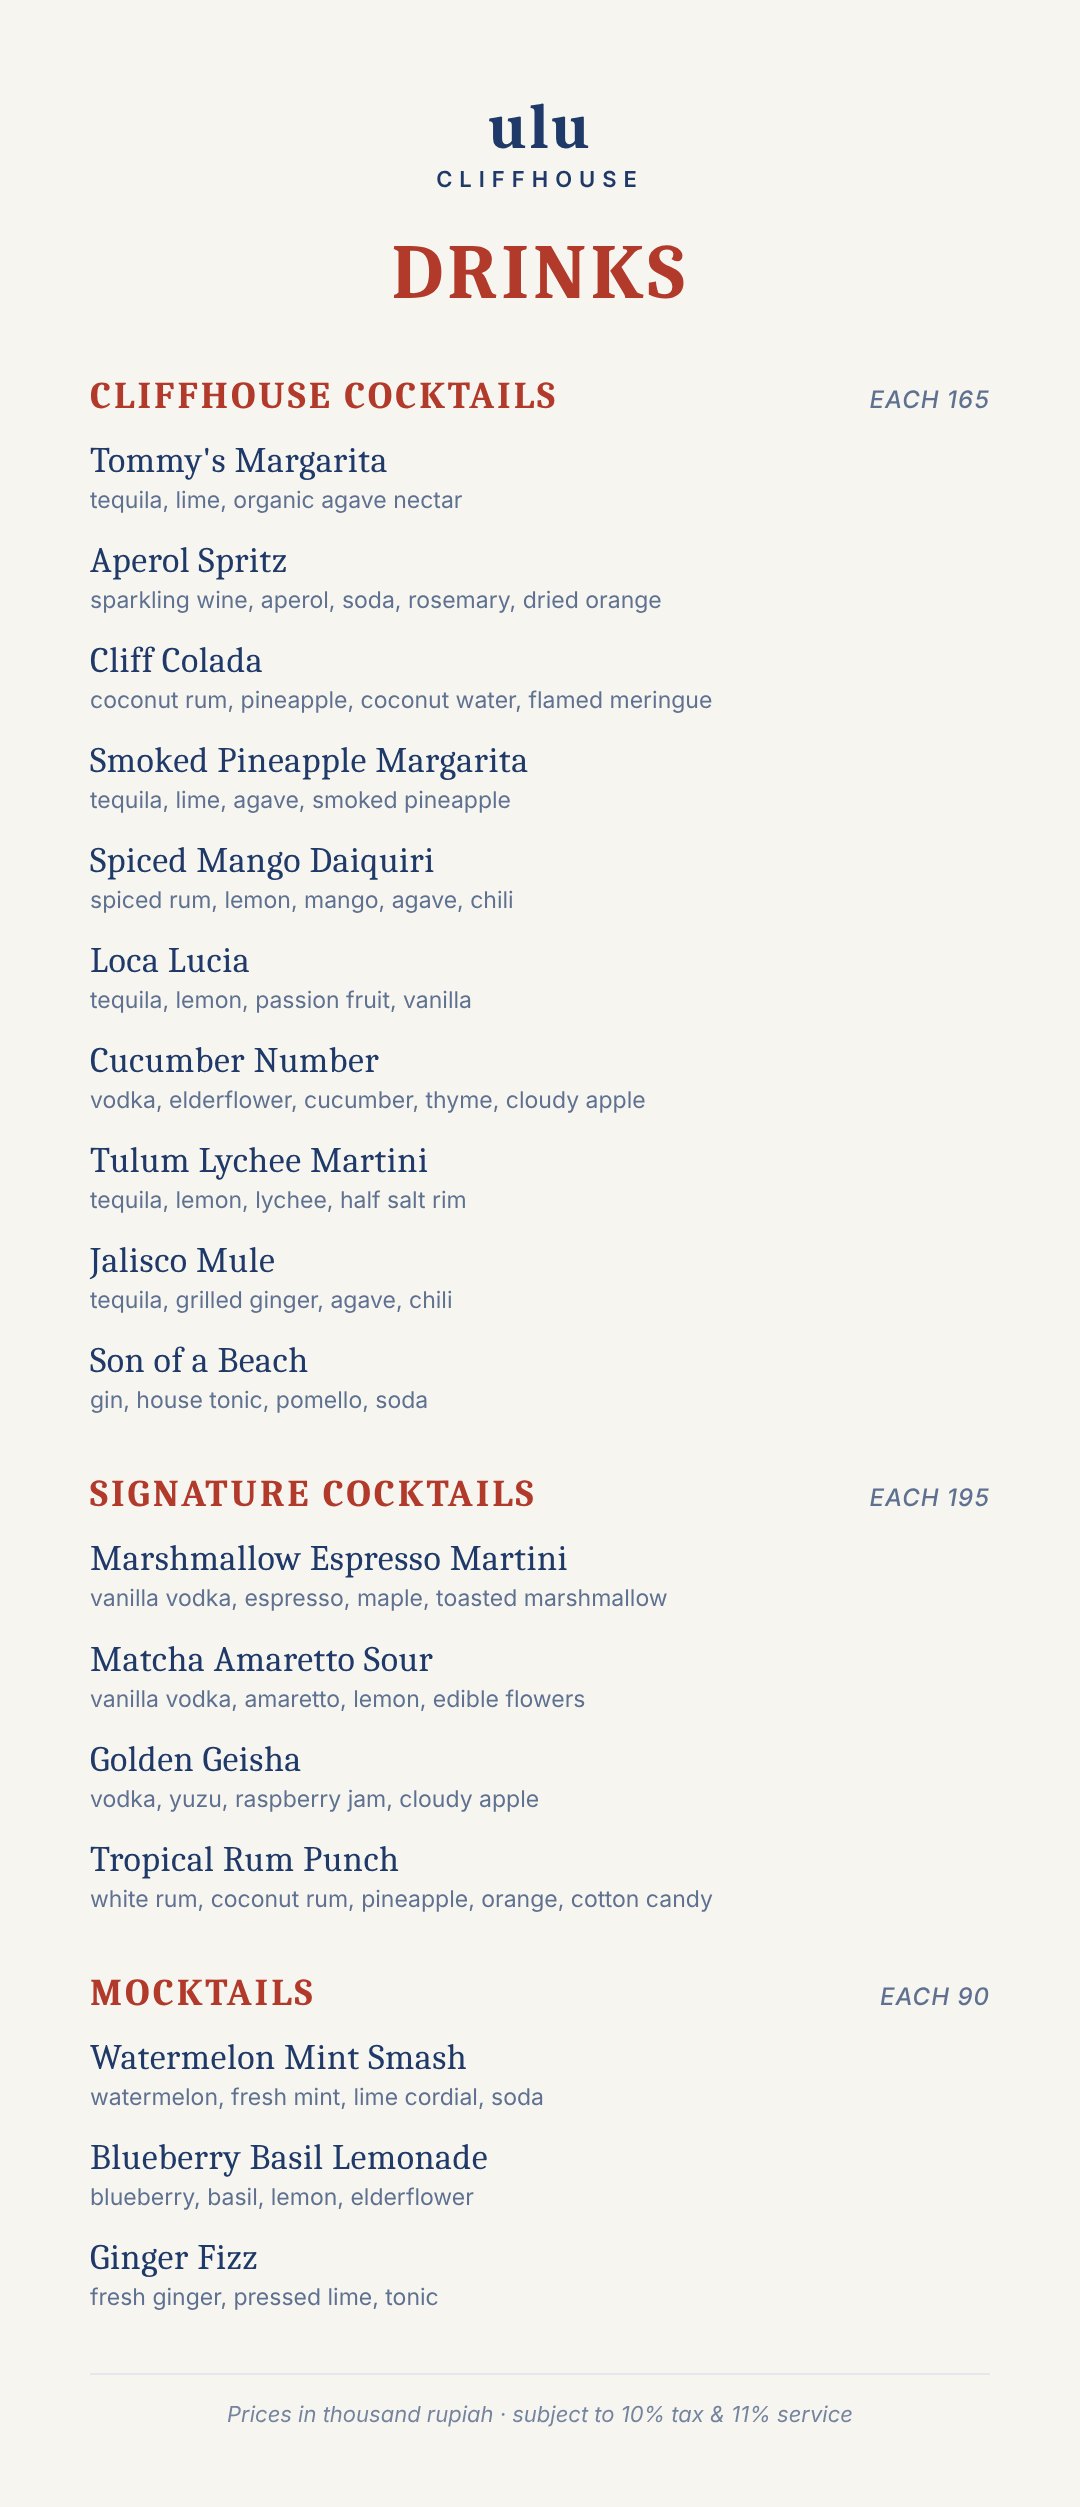 ulu
CLIFFHOUSE
DRINKS
CLIFFHOUSE COCKTAILS EACH 165
Tommy's Margarita
tequila, lime, organic agave nectar
Aperol Spritz
sparkling wine, aperol, soda, rosemary, dried orange
Cliff Colada
coconut rum, pineapple, coconut water, flamed meringue
Smoked Pineapple Margarita
tequila, lime, agave, smoked pineapple
Spiced Mango Daiquiri
spiced rum, lemon, mango, agave, chili
Loca Lucia
tequila, lemon, passion fruit, vanilla
Cucumber Number
vodka, elderflower, cucumber, thyme, cloudy apple
Tulum Lychee Martini
tequila, lemon, lychee, half salt rim
Jalisco Mule
tequila, grilled ginger, agave, chili
Son of a Beach
gin, house tonic, pomello, soda
SIGNATURE COCKTAILS EACH 195
Marshmallow Espresso Martini
vanilla vodka, espresso, maple, toasted marshmallow
Matcha Amaretto Sour
vanilla vodka, amaretto, lemon, edible flowers
Golden Geisha
vodka, yuzu, raspberry jam, cloudy apple
Tropical Rum Punch
white rum, coconut rum, pineapple, orange, cotton candy
MOCKTAILS EACH 90
Watermelon Mint Smash
watermelon, fresh mint, lime cordial, soda
Blueberry Basil Lemonade
blueberry, basil, lemon, elderflower
Ginger Fizz
fresh ginger, pressed lime, tonic
Prices in thousand rupiah · subject to 10% tax & 11% service